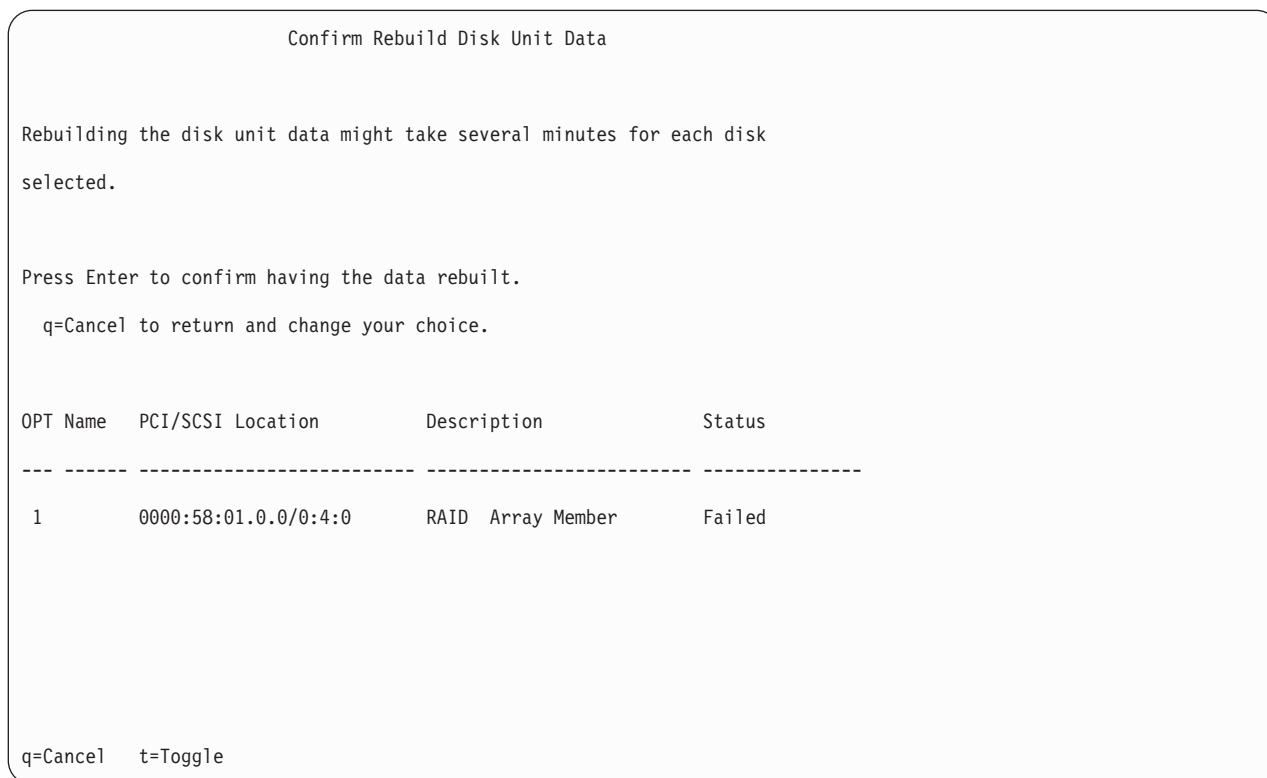 Confirm Rebuild Disk Unit Data
Rebuilding the disk unit data might take several minutes for each disk
selected.
Press Enter to confirm having the data rebuilt.
q=Cancel to return and change your choice.
OPT Name   PCI/SCSI Location          Description               Status
--- ------ -------------------------- ------------------------- ---------------
1         0000:58:01.0.0/0:4:0       RAID  Array Member        Failed
q=Cancel   t=Toggle